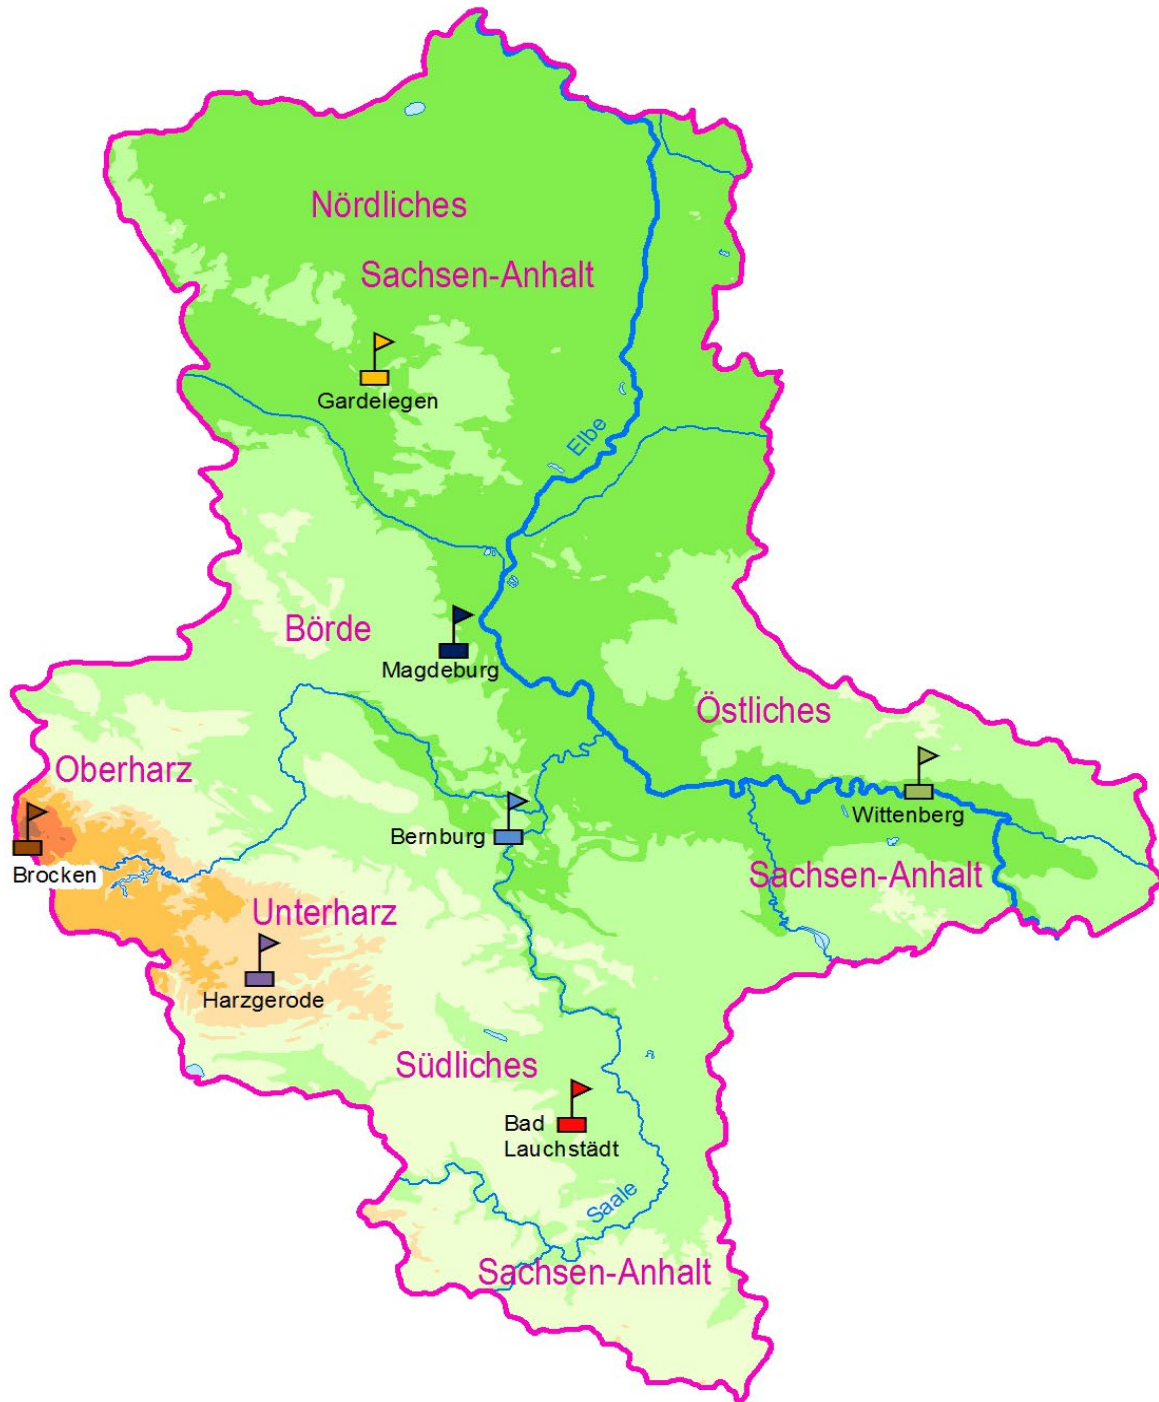 Nördliches
Sachsen-Anhalt
Gardelegen
Elbe
Börde
Magdeburg
Östliches
Oberharz
Wittenberg
Bernburg
Brocken
Sachsen-Anhalt
Unterharz
Harzgerode
Südliches
Bad
Lauchstädt
Saale
Sachsen-Anhalt